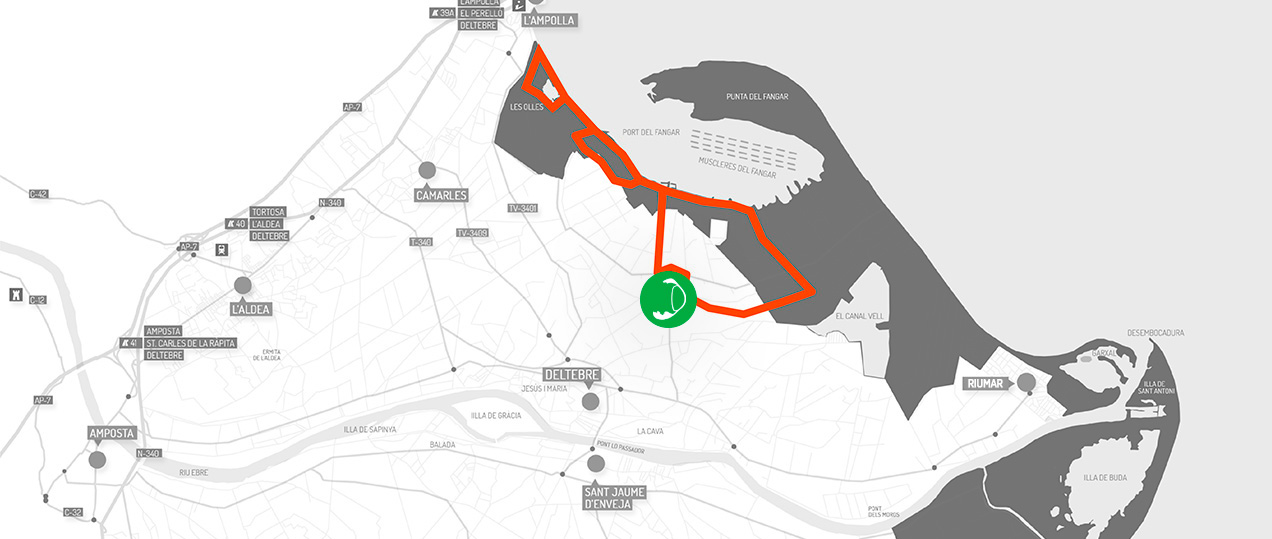 L'AMPOLLA
39A
EL PERELLÓ
DELTEBRE
L'AMPOLLA
AP-7
LES OLLES
PUNTA DEL FANGAR
PORT DEL FANGAR
MUSCLERES DEL FANGAR
CAMARLES
C-42
TORTOSA
40
L'ALDEA
DELTEBRE
N-340
TV-3401
TV-3409
T-340
AP-7
C-12
L'ALDEA
EL CANAL VELL
DESEMBOCADURA
AMPOSTA
41
ST. CARLES DE LA RÀPITA
DELTEBRE
ERMITA
DE L'ALDEA
GARXAL
DELTEBRE
JESÚS I MARIA
RIUMAR
ILLA DE
SANT ANTONI
AP-7
IILLA DE GRACIA
ILLA DE SAPINYA
LA CAVA
AMPOSTA
BALADA
PONT LO PASSADOR
N-340
RIU EBRE
ILLA DE BUDA
SANT JAUME
D'ENVEJA
C-32
PONT
DELS MOROS